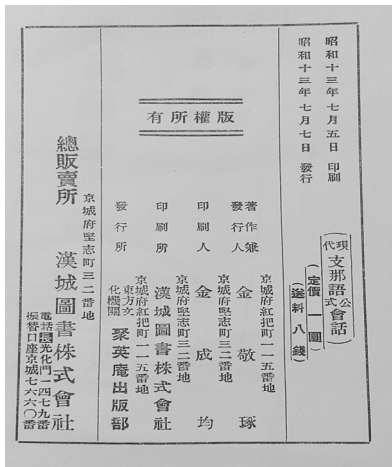 昭和十三年七月五日 印刷
昭和十三年七月七日 發行
現代 支那語公式會話
定價 一圓
送料 八錢
版權所有
京城府紅把町一一五番地
著作兼發行人 金敬琢
京城府堅志町三二番地
印刷人 金成均
京城府堅志町三二番地
印刷所 漢城圖書株式會社
京城府紅把町一一五番地
發行所 東方文化機關 聚英庵出版部
京城府堅志町三二番地
總販賣所 漢城圖書株式會社
電話長光化門一四七九番
振替口座京城七六六〇番